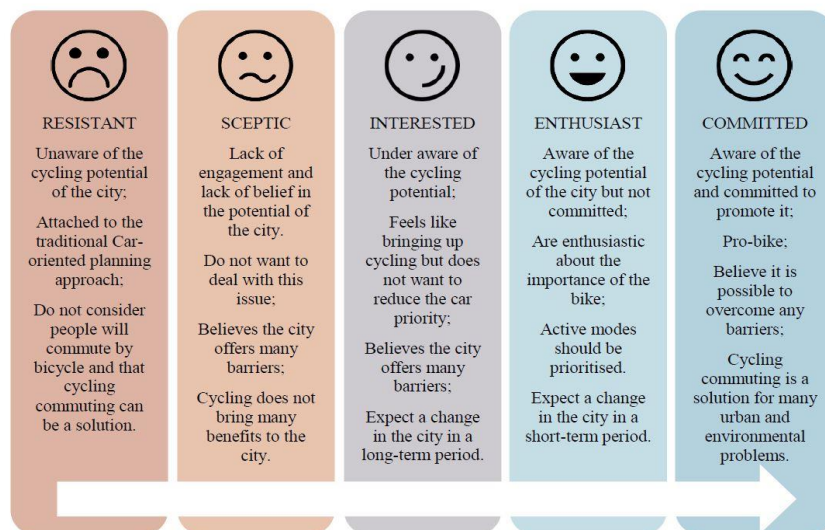 RESISTANT
Unaware of the
cycling potential
of the city;
Attached to the
traditional Car-
oriented planning
approach;
Do not consider
people will
commute by
bicycle and that
cycling
commuting can
be a solution.
SCEPTIC
Lack of
engagement and
lack of belief in
the potential of
the city.
Do not want to
deal with this
issue;
Believes the city
offers many
barriers;
Cycling does not
bring many
benefits to the
city.
INTERESTED
Under aware of
the cycling
potential;
Feels like
bringing up
cycling but does
not want to
reduce the car
priority;
Believes the city
offers many
barriers;
Expect a change
in the city in a
long-term period.
ENTHUSIAST
Aware of the
cycling potential
of the city but not
committed;
Are enthusiastic
about the
importance of the
bike;
Active modes
should be
prioritised.
Expect a change
in the city in a
short-term period.
COMMITTED
Aware of the
cycling potential
and committed to
promote it;
Pro-bike;
Believe it is
possible to
overcome any
barriers;
Cycling
commuting is a
solution for many
urban and
environmental
problems.